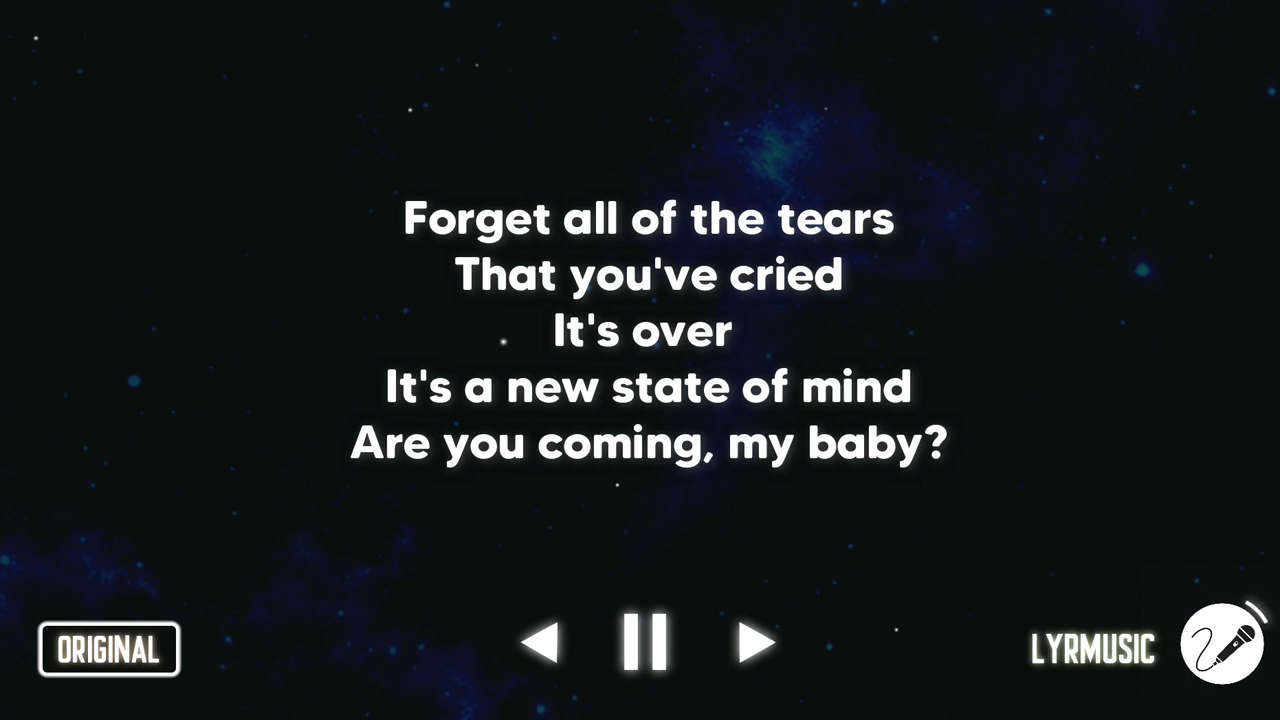 Forget all of the tears
That you've cried
It's over
It's a new state of mind
Are you coming, my baby?
ORIGINAL
LYRMUSIC